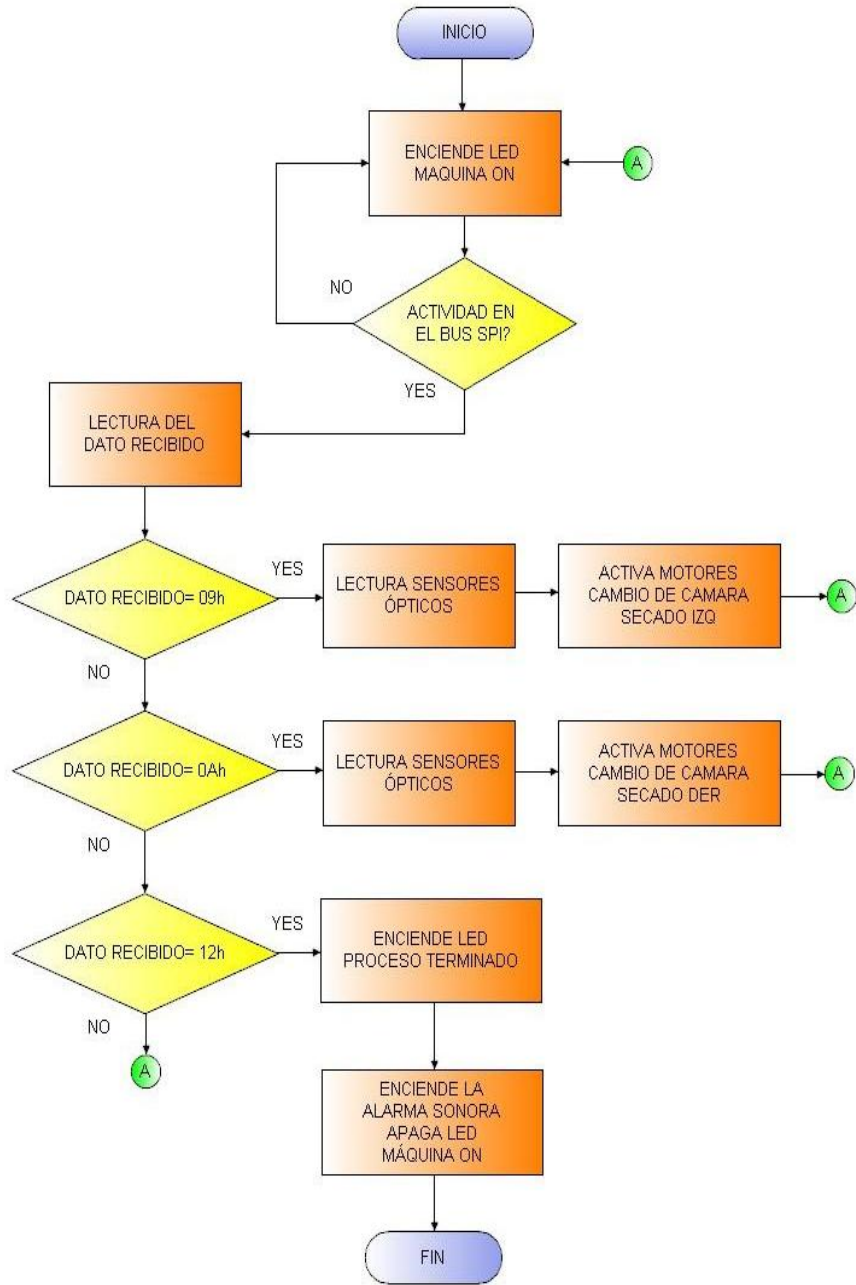 INICIO
ENCIENDE LED
MAQUINA ON
A
NO
ACTIVIDAD EN
EL BUS SPI?
YES
LECTURA DEL
DATO RECIBIDO
DATO RECIBIDO= 09h
YES
LECTURA SENSORES
ÓPTICOS
ACTIVA MOTORES
CAMBIO DE CAMARA
SECADO IZQ
A
NO
DATO RECIBIDO= 0Ah
YES
LECTURA SENSORES
ÓPTICOS
ACTIVA MOTORES
CAMBIO DE CAMARA
SECADO DER
A
NO
DATO RECIBIDO= 12h
YES
ENCIENDE LED
PROCESO TERMINADO
NO
A
ENCIENDE LA
ALARMA SONORA
APAGA LED
MÁQUINA ON
FIN